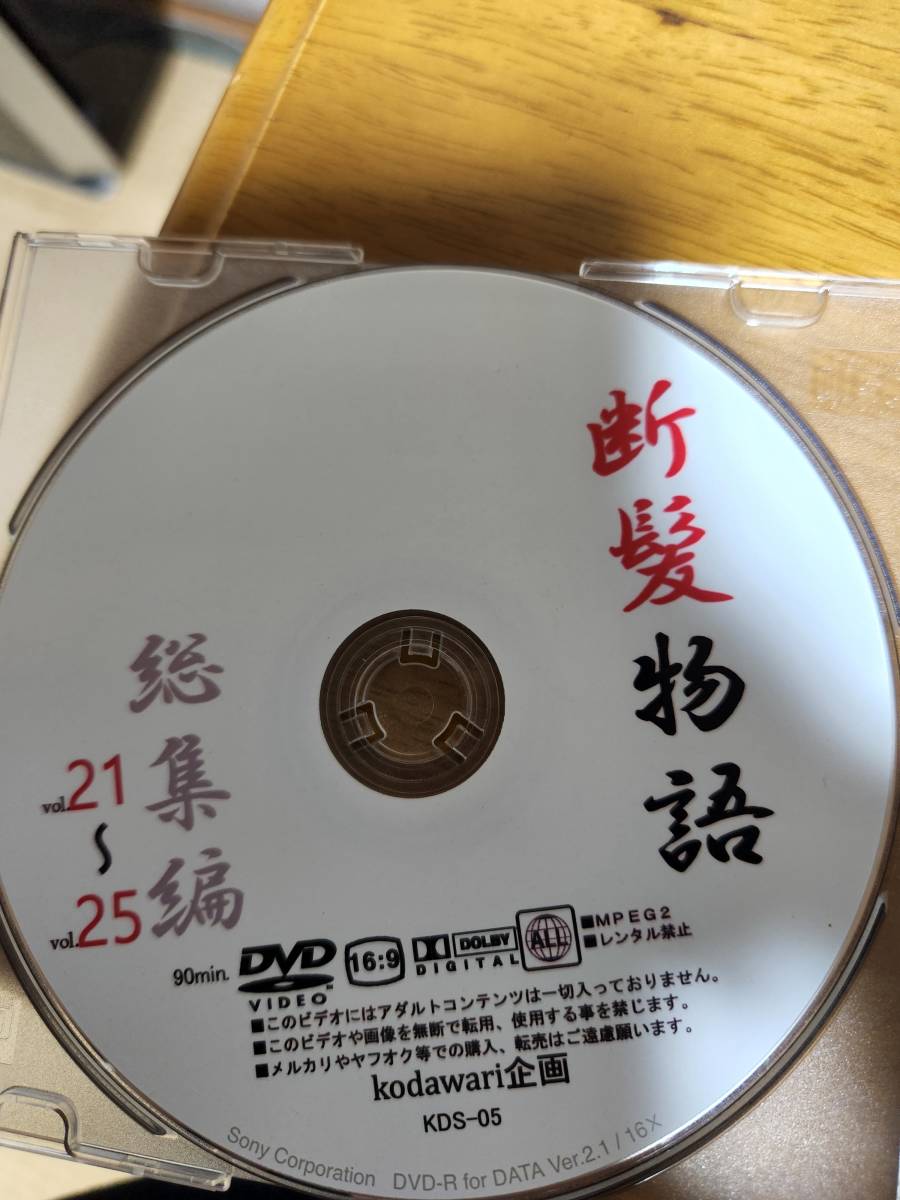 断髪物語
総集編
vol.21
～
vol.25
90min.
DVD
VIDEO
TM
16:9
DOLBY
DIGITAL
ALL
■MPEG2
■レンタル禁止
■このビデオにはアダルトコンテンツは一切入っておりません。
■このビデオや画像を無断で転用、使用する事を禁じます。
■メルカリやヤフオク等での購入、転売はご遠慮願います。
kodawari企画
KDS-05
Sony Corporation DVD-R for DATA Ver.2.1 / 16X